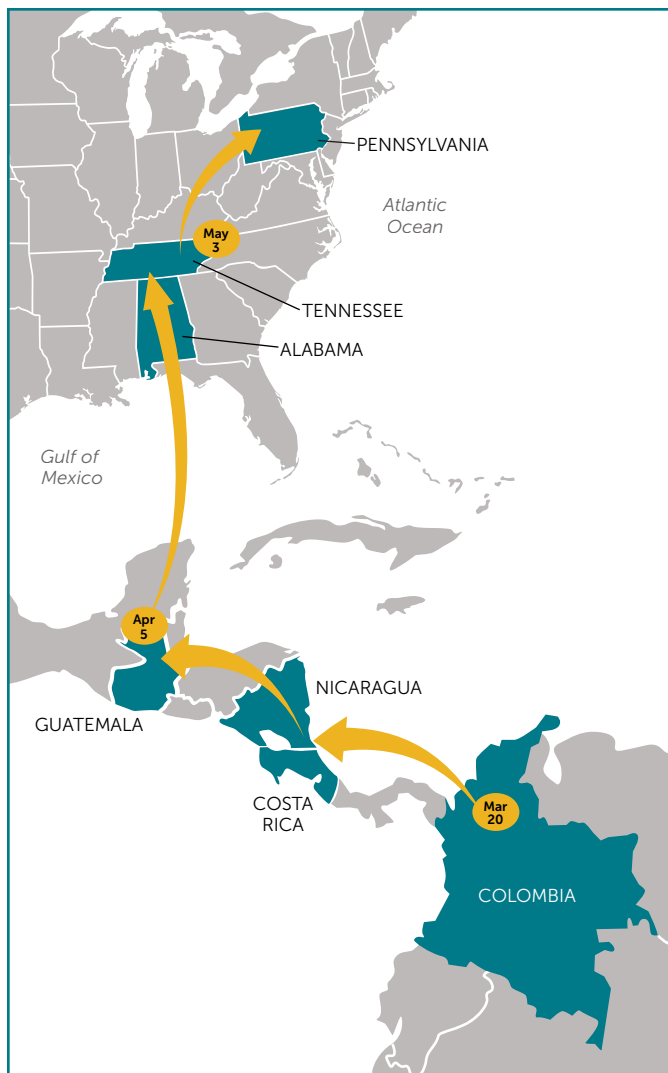 PENNSYLVANIA
Atlantic
Ocean
May
3
TENNESSEE
ALABAMA
Gulf of
Mexico
Apr
5
NICARAGUA
GUATEMALA
COSTA
RICA
Mar
20
COLOMBIA